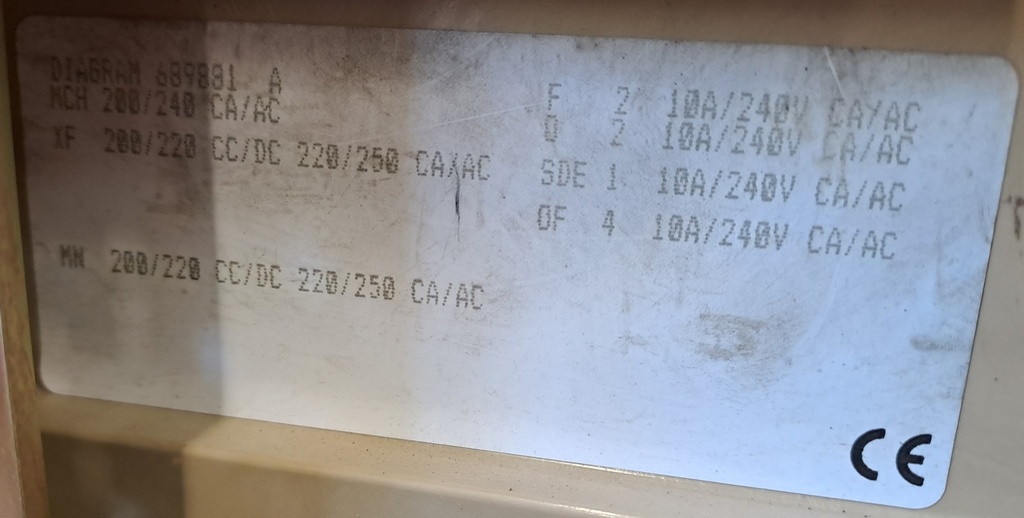 DIAGRAM 689881 A
MCH 200/240 CA/AC
XF 200/220 CC/DC 220/250 CA/AC
MN 200/220 CC/DC 220/250 CA/AC
F 2 10A/240V CA/AC
Q 2 10A/240V CA/AC
SDE 1 10A/240V CA/AC
OF 4 10A/240V CA/AC
CE